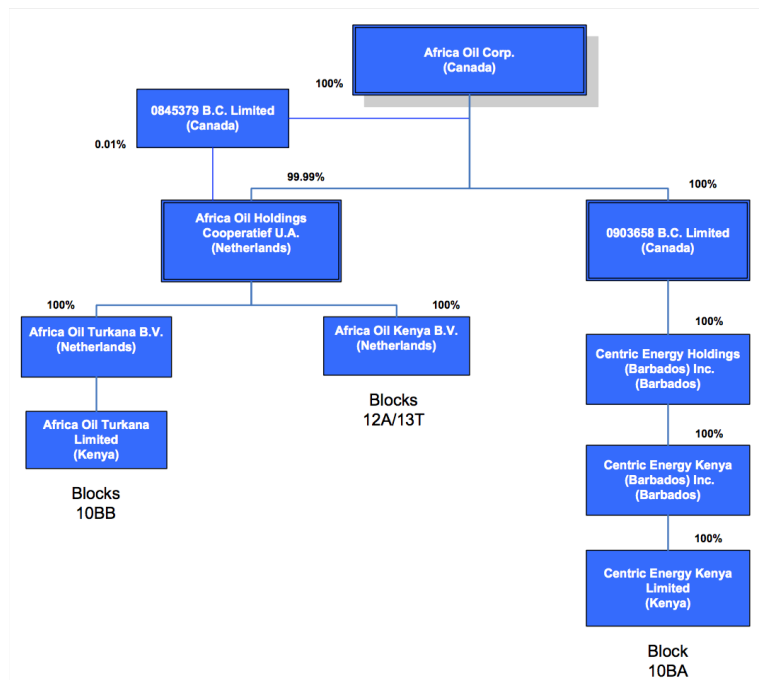 Africa Oil Corp.
(Canada)
100%
0845379 B.C. Limited
(Canada)
0.01%
99.99%
100%
Africa Oil Holdings
Cooperatief U.A.
(Netherlands)
0903658 B.C. Limited
(Canada)
100%
100%
100%
Africa Oil Turkana B.V.
(Netherlands)
Africa Oil Kenya B.V.
(Netherlands)
Centric Energy Holdings
(Barbados) Inc.
(Barbados)
Blocks
12A/13T
Africa Oil Turkana
Limited
(Kenya)
100%
Centric Energy Kenya
(Barbados) Inc.
(Barbados)
Blocks
10BB
100%
Centric Energy Kenya
Limited
(Kenya)
Block
10BA